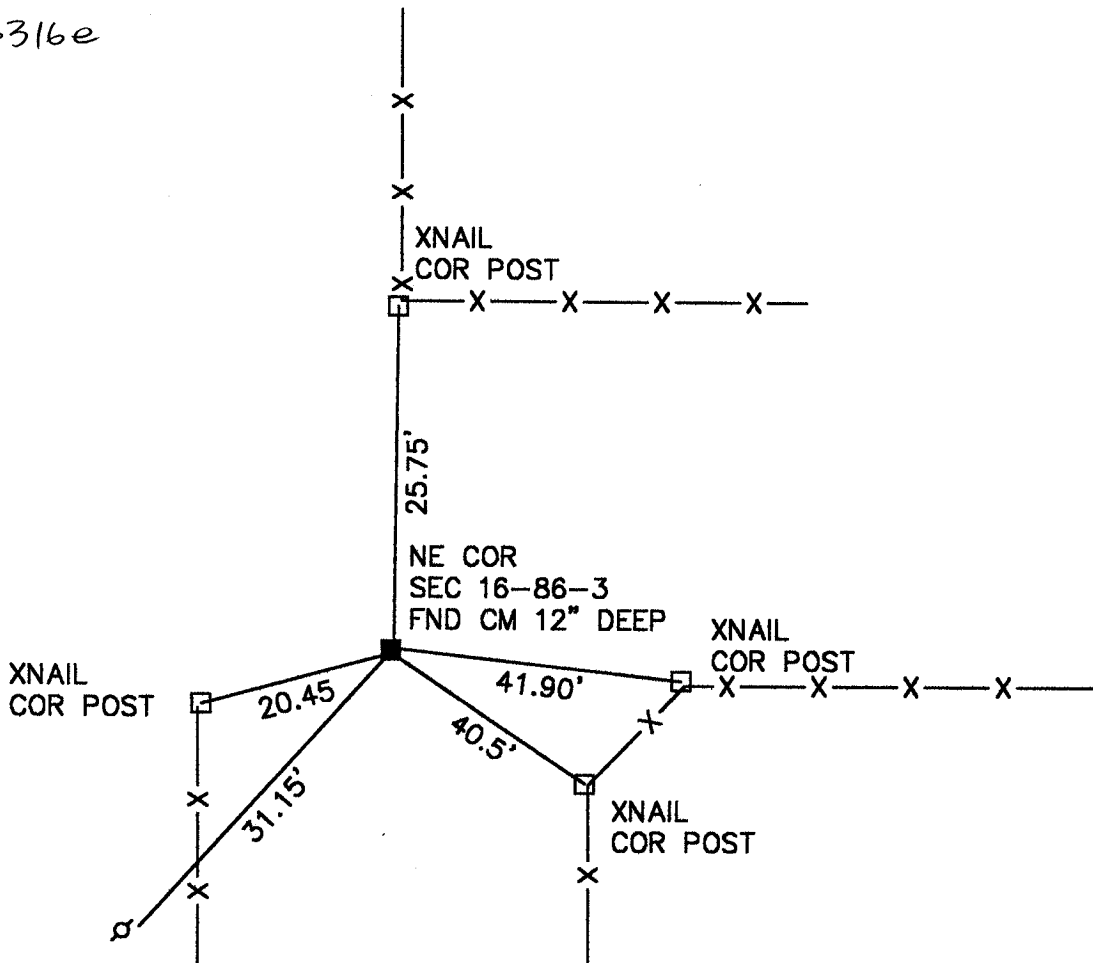 316e
XNAIL
COR POST
25.75'
NE COR
SEC 16-86-3
FND CM 12" DEEP
XNAIL
COR POST
XNAIL
COR POST
20.45
41.90'
40.5'
31.15'
XNAIL
COR POST